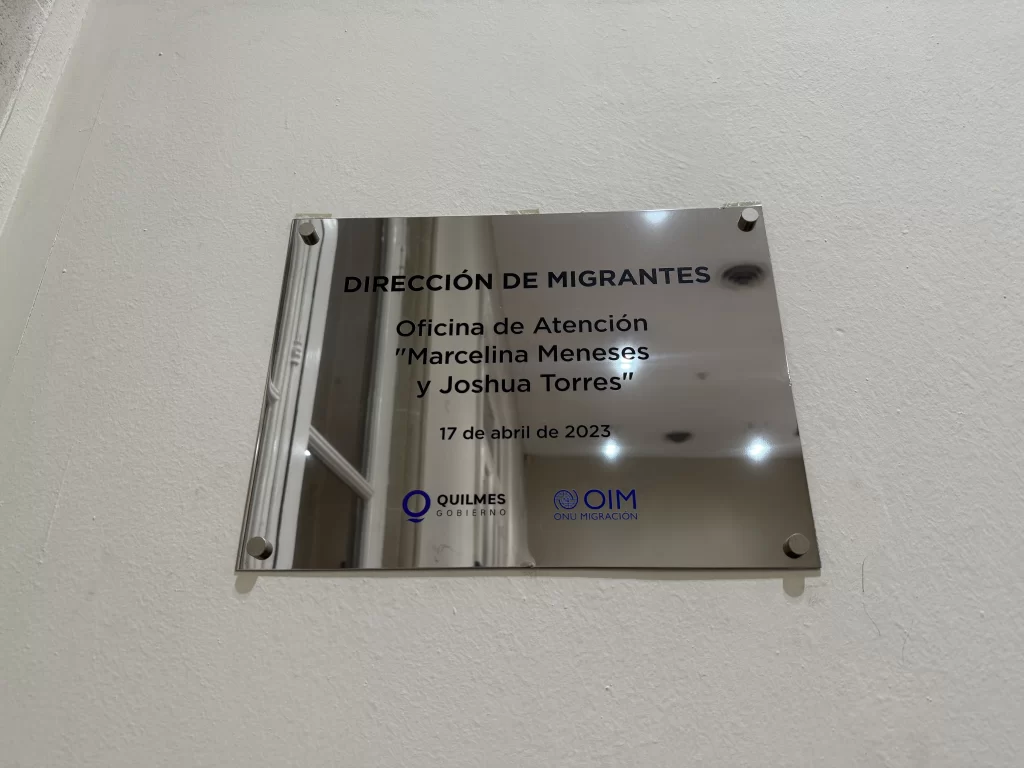 DIRECCIÓN DE MIGRANTES
Oficina de Atención
"Marcelina Meneses
y Joshua Torres"
17 de abril de 2023
QUILMES
GOBIERNO
OIM
ONU MIGRACIÓN